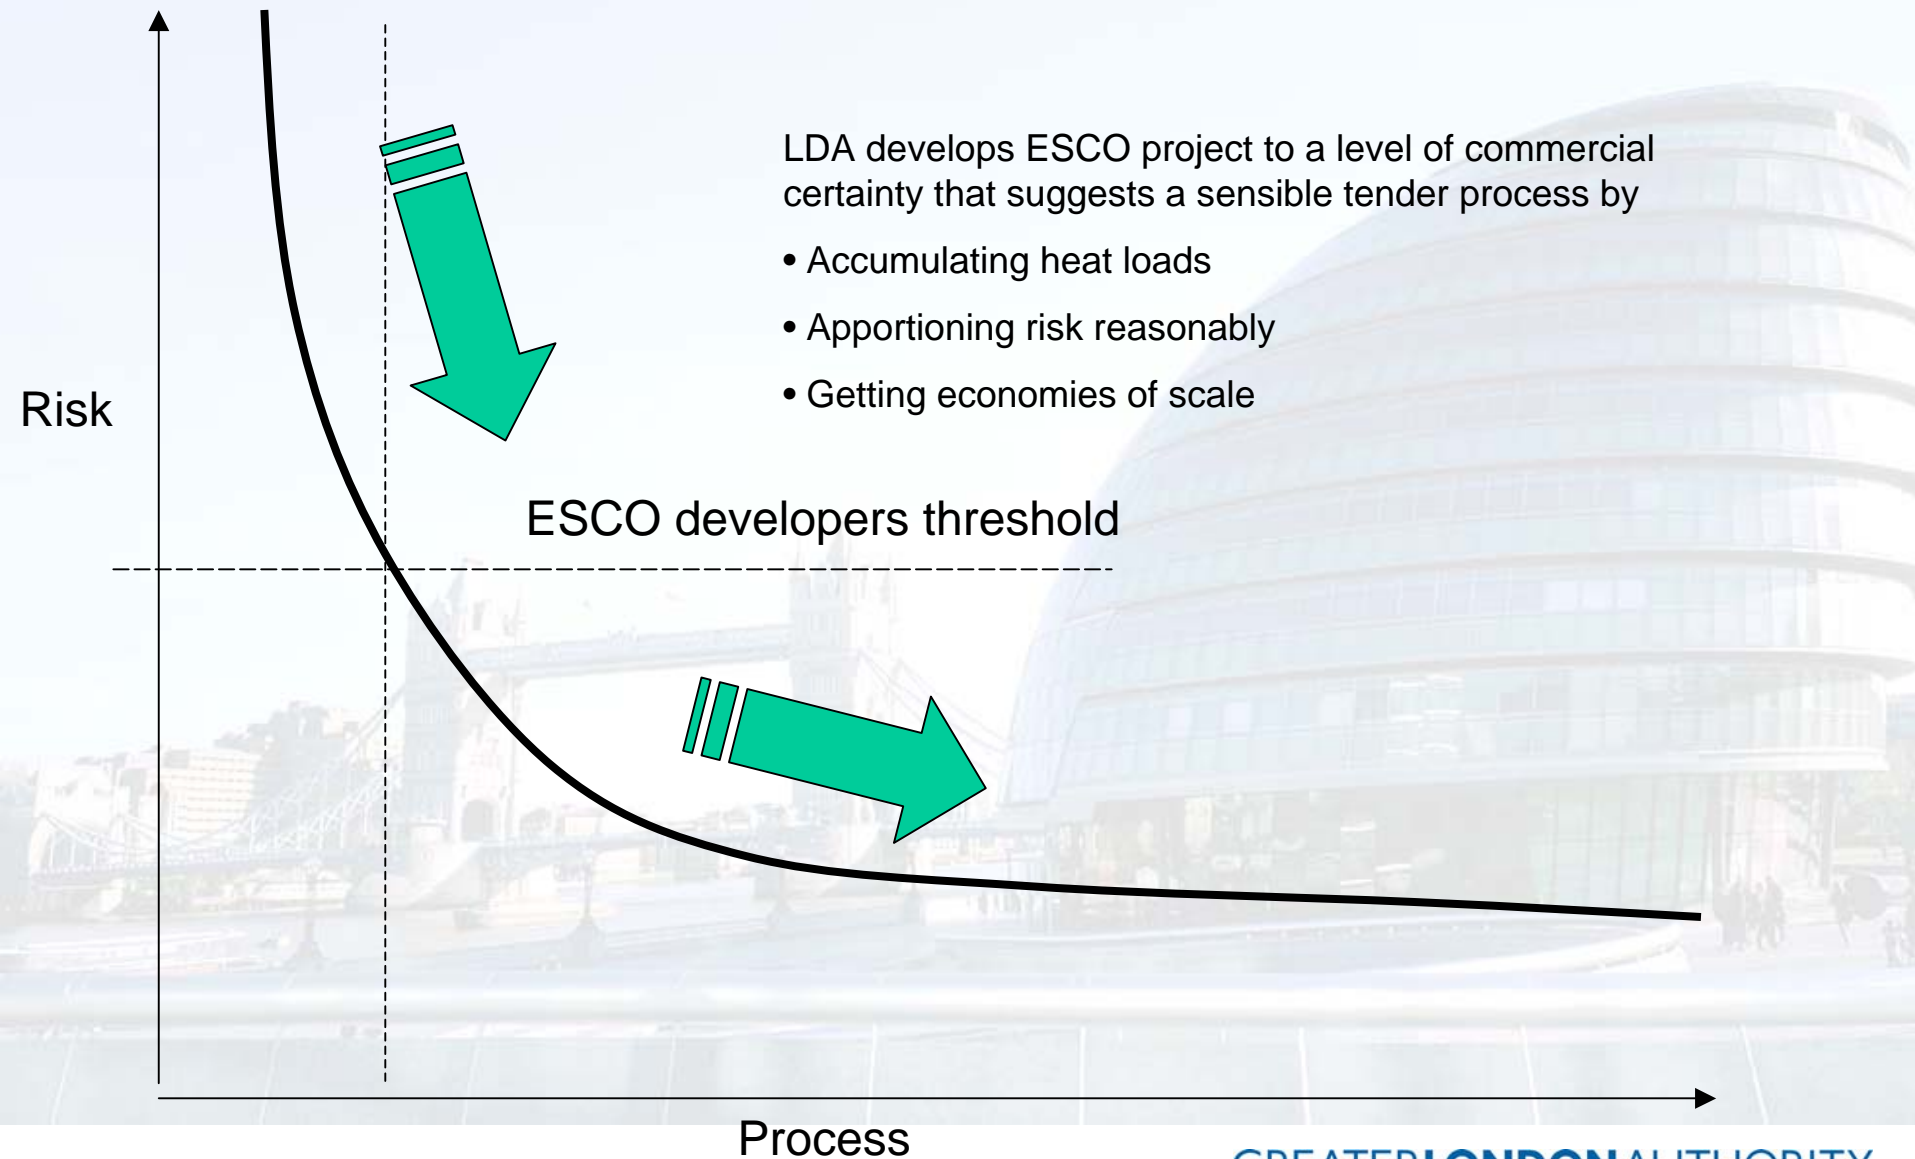 LDA develops ESCO project to a level of commercial
certainty that suggests a sensible tender process by
• Accumulating heat loads
• Apportioning risk reasonably
• Getting economies of scale
Risk
ESCO developers threshold
Process
GREATERLONDONAUTHORITY